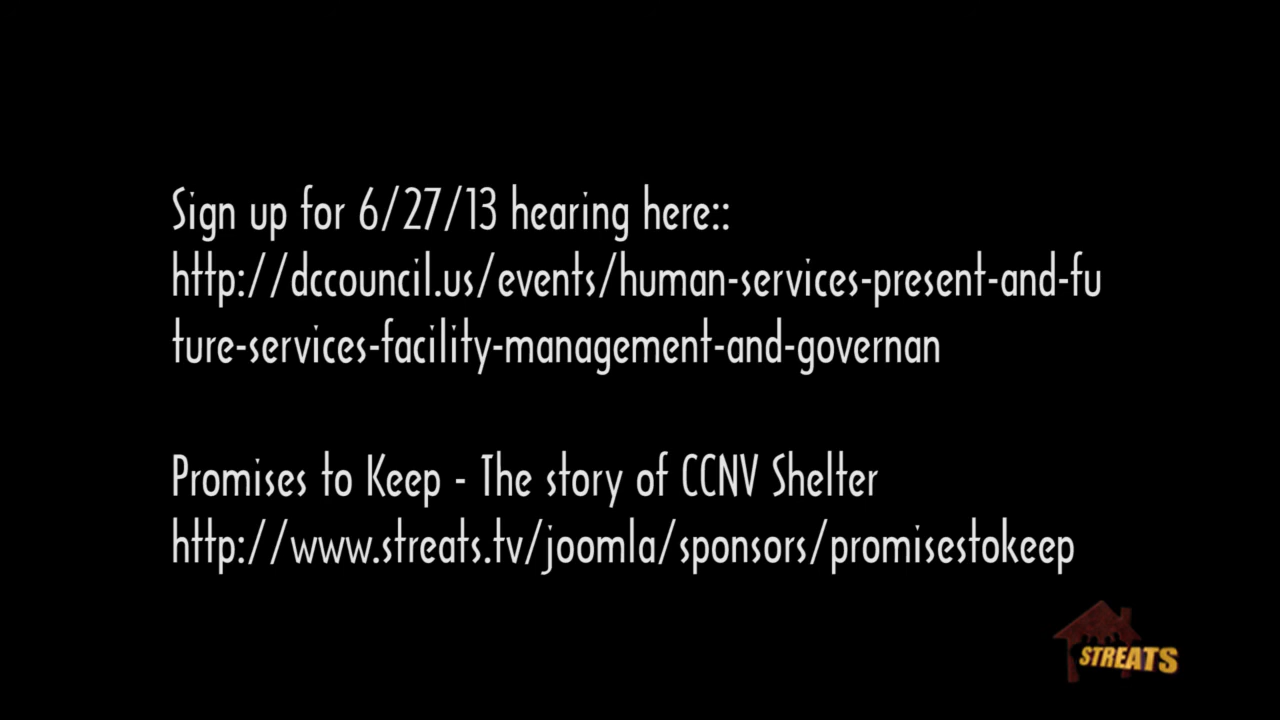 Sign up for 6/27/13 hearing here::
http://dccouncil.us/events/human-services-present-and-fu
ture-services-facility-management-and-governan
Promises to Keep - The story of CCNV Shelter
http://www.streats.tv/joomla/sponsors/promisestokeep
STREATS